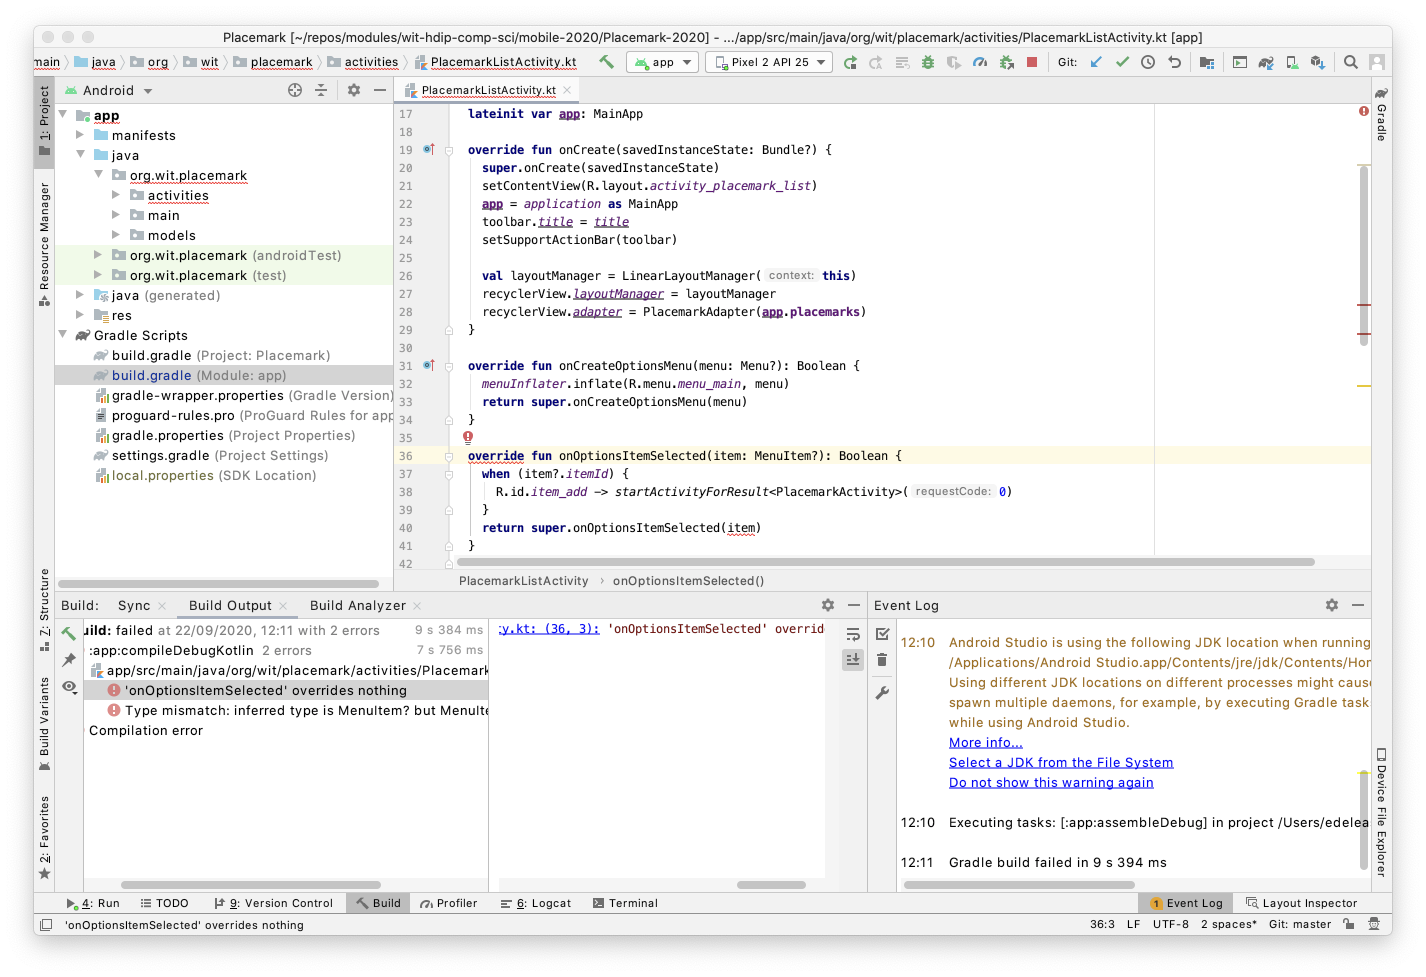 Placemark [~/repos/modules/wit-hdip-comp-sci/mobile-2020/Placemark-2020] - .../app/src/main/java/org/wit/placemark/activities/PlacemarkListActivity.kt [app]
main java org wit placemark activities PlacemarkListActivity.kt app Pixel 2 API 25 Git:
1: Project
Resource Manager
7: Structure
Build Variants
2: Favorites
Android
app
manifests
java
org.wit.placemark
activities
main
models
org.wit.placemark (androidTest)
org.wit.placemark (test)
java (generated)
res
Gradle Scripts
build.gradle (Project: Placemark)
build.gradle (Module: app)
gradle-wrapper.properties (Gradle Version)
proguard-rules.pro (ProGuard Rules for app
gradle.properties (Project Properties)
settings.gradle (Project Settings)
local.properties (SDK Location)
PlacemarkListActivity.kt
17 lateinit var app: MainApp
18
19 override fun onCreate(savedInstanceState: Bundle?) {
20 super.onCreate(savedInstanceState)
21 setContentView(R.layout.activity_placemark_list)
22 app = application as MainApp
23 toolbar.title = title
24 setSupportActionBar(toolbar)
25
26 val layoutManager = LinearLayoutManager( context: this)
27 recyclerView.layoutManager = layoutManager
28 recyclerView.adapter = PlacemarkAdapter(app.placemarks)
29 }
30
31 override fun onCreateOptionsMenu(menu: Menu?): Boolean {
32 menuInflater.inflate(R.menu.menu_main, menu)
33 return super.onCreateOptionsMenu(menu)
34 }
35
36 override fun onOptionsItemSelected(item: MenuItem?): Boolean {
37 when (item?.itemId) {
38 R.id.item_add -> startActivityForResult<PlacemarkActivity>( requestCode: 0)
39 }
40 return super.onOptionsItemSelected(item)
41 }
42
PlacemarkListActivity › onOptionsItemSelected()
Gradle
Device File Explorer
Build: Sync Build Output Build Analyzer
uild: failed at 22/09/2020, 12:11 with 2 errors 9 s 384 ms
:app:compileDebugKotlin 2 errors 7 s 756 ms
app/src/main/java/org/wit/placemark/activities/Placemark
'onOptionsItemSelected' overrides nothing
Type mismatch: inferred type is MenuItem? but MenuIte
Compilation error
y.kt: (36, 3): 'onOptionsItemSelected' overrid
Event Log
12:10 Android Studio is using the following JDK location when running
/Applications/Android Studio.app/Contents/jre/jdk/Contents/Hor
Using different JDK locations on different processes might cause
spawn multiple daemons, for example, by executing Gradle task
while using Android Studio.
More info...
Select a JDK from the File System
Do not show this warning again
12:10 Executing tasks: [:app:assembleDebug] in project /Users/edelea
12:11 Gradle build failed in 9 s 394 ms
4: Run TODO 9: Version Control Build Profiler 6: Logcat Terminal 1 Event Log Layout Inspector
'onOptionsItemSelected' overrides nothing 36:3 LF UTF-8 2 spaces* Git: master